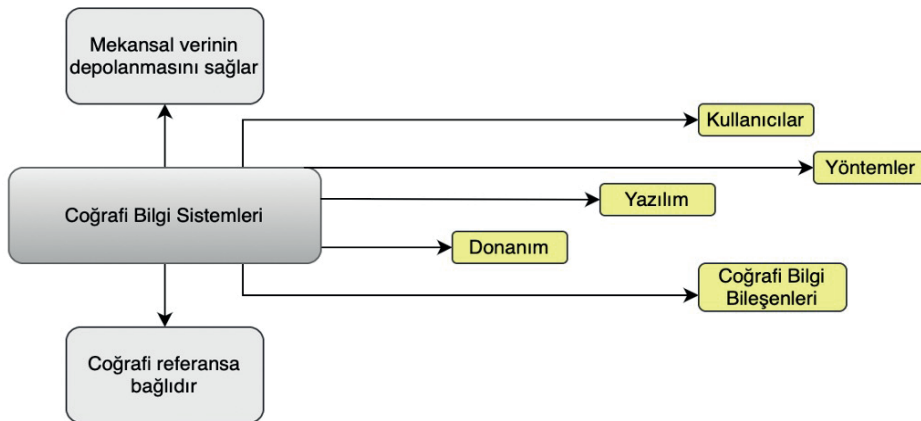 Mekansal verinin
depolanmasını sağlar
Kullanıcılar
Yöntemler
Coğrafi Bilgi Sistemleri
Yazılım
Donanım
Coğrafi Bilgi
Bileşenleri
Coğrafi referansa
bağlıdır